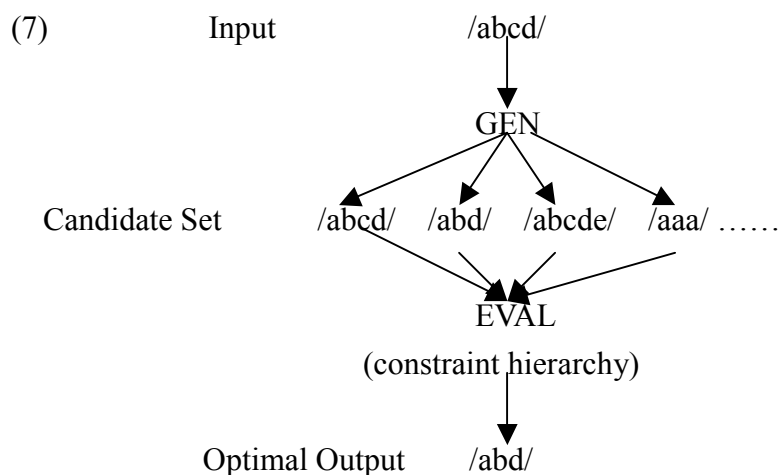 (7) Input /abcd/
GEN
Candidate Set /abcd/ /abd/ /abcde/ /aaa/ ……
EVAL
(constraint hierarchy)
Optimal Output /abd/